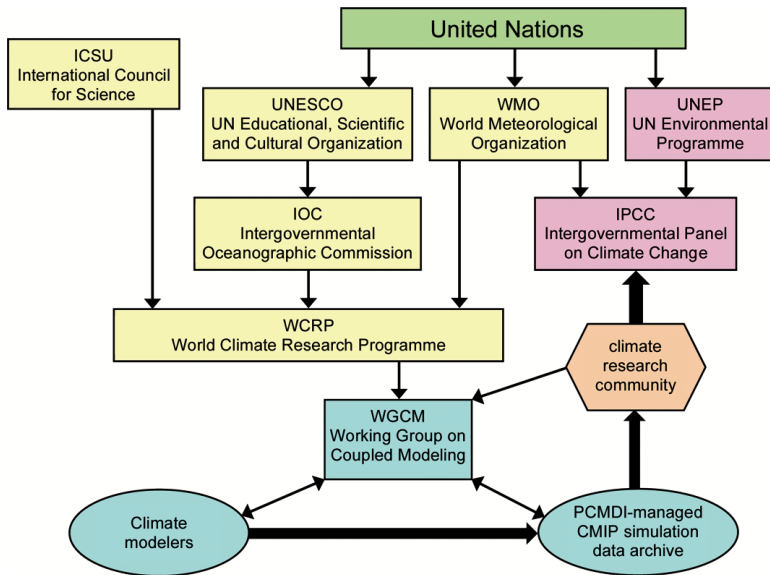 United Nations
ICSU
International Council
for Science
UNESCO
UN Educational, Scientific
and Cultural Organization
WMO
World Meteorological
Organization
UNEP
UN Environmental
Programme
IOC
Intergovernmental
Oceanographic Commission
IPCC
Intergovernmental Panel
on Climate Change
WCRP
World Climate Research Programme
climate
research
community
WGCM
Working Group on
Coupled Modeling
Climate
modelers
PCMDI-managed
CMIP simulation
data archive